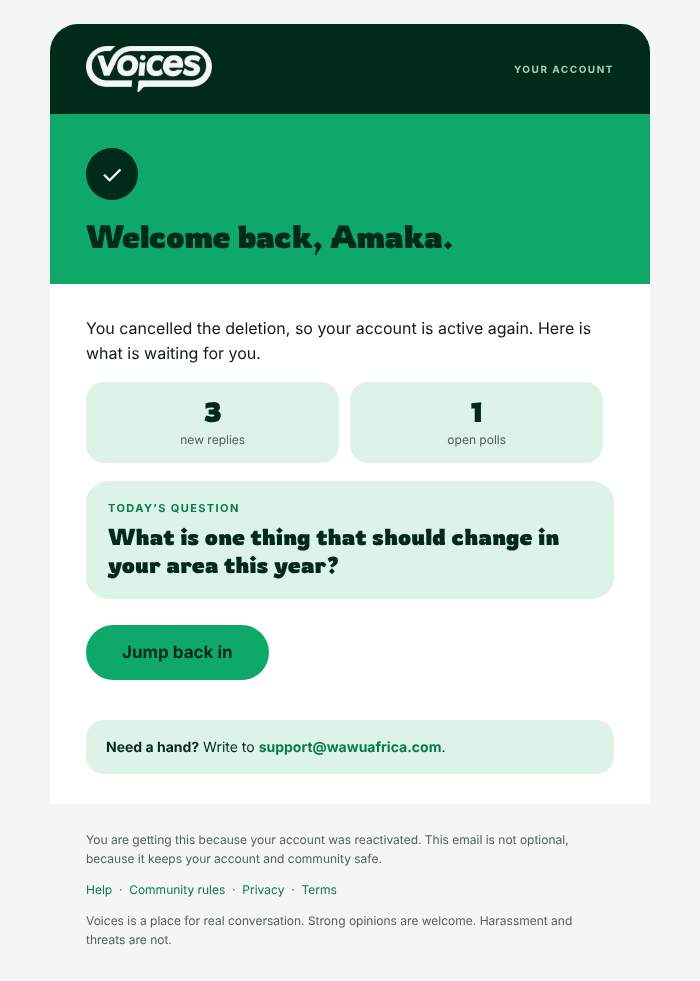 Voices
YOUR ACCOUNT
Welcome back, Amaka.
You cancelled the deletion, so your account is active again. Here is
what is waiting for you.
3
new replies
1
open polls
TODAY’S QUESTION
What is one thing that should change in
your area this year?
Jump back in
Need a hand? Write to support@wawuafrica.com.
You are getting this because your account was reactivated. This email is not optional,
because it keeps your account and community safe.
Help · Community rules · Privacy · Terms
Voices is a place for real conversation. Strong opinions are welcome. Harassment and
threats are not.